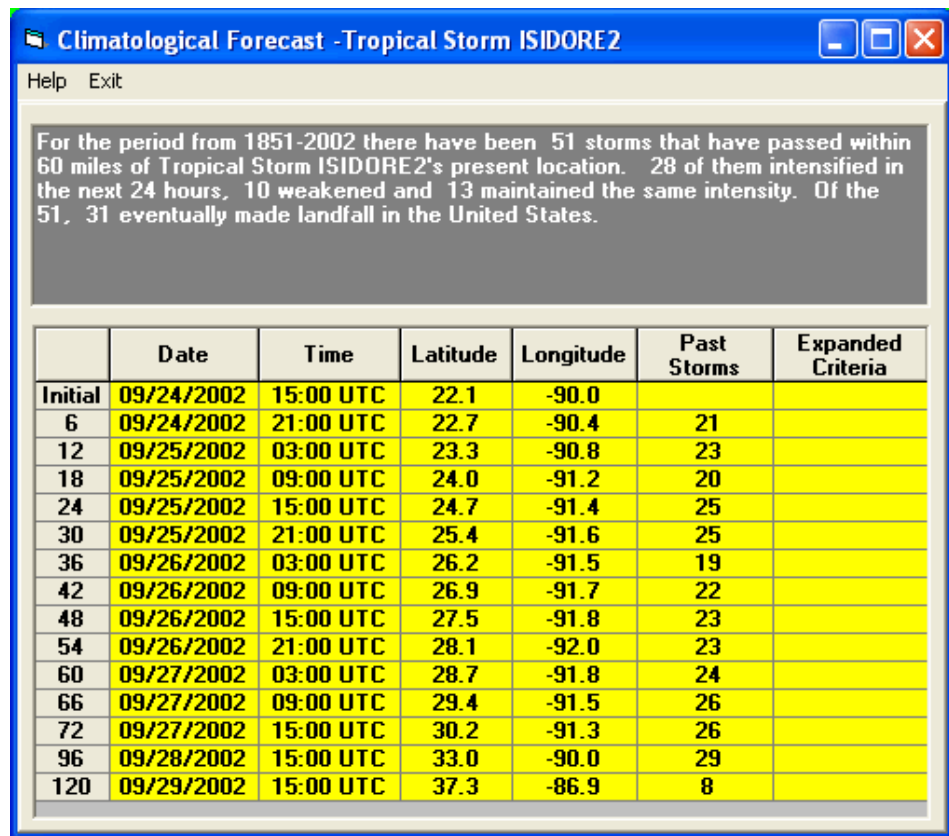 Climatological Forecast -Tropical Storm ISIDORE2
Help Exit
For the period from 1851-2002 there have been 51 storms that have passed within
60 miles of Tropical Storm ISIDORE2's present location. 28 of them intensified in
the next 24 hours, 10 weakened and 13 maintained the same intensity. Of the
51, 31 eventually made landfall in the United States.
Date Time Latitude Longitude Past Storms Expanded Criteria
Initial 09/24/2002 15:00 UTC 22.1 -90.0
6 09/24/2002 21:00 UTC 22.7 -90.4 21
12 09/25/2002 03:00 UTC 23.3 -90.8 23
18 09/25/2002 09:00 UTC 24.0 -91.2 20
24 09/25/2002 15:00 UTC 24.7 -91.4 25
30 09/25/2002 21:00 UTC 25.4 -91.6 25
36 09/26/2002 03:00 UTC 26.2 -91.5 19
42 09/26/2002 09:00 UTC 26.9 -91.7 22
48 09/26/2002 15:00 UTC 27.5 -91.8 23
54 09/26/2002 21:00 UTC 28.1 -92.0 23
60 09/27/2002 03:00 UTC 28.7 -91.8 24
66 09/27/2002 09:00 UTC 29.4 -91.5 26
72 09/27/2002 15:00 UTC 30.2 -91.3 26
96 09/28/2002 15:00 UTC 33.0 -90.0 29
120 09/29/2002 15:00 UTC 37.3 -86.9 8